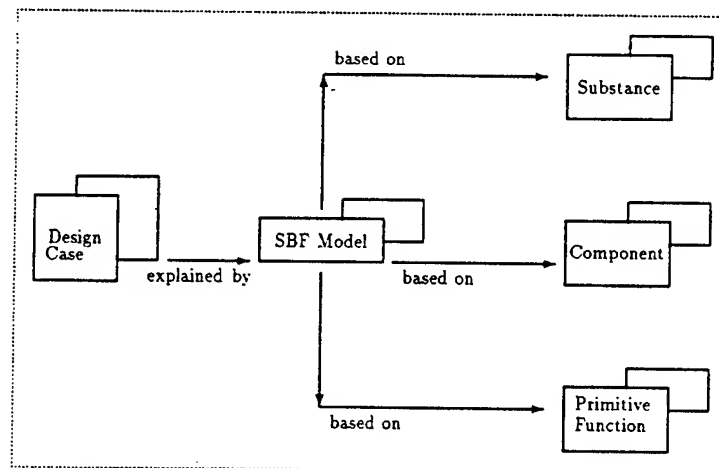 based on
Substance
Design
Case
explained by
SBF Model
based on
Component
based on
Primitive
Function